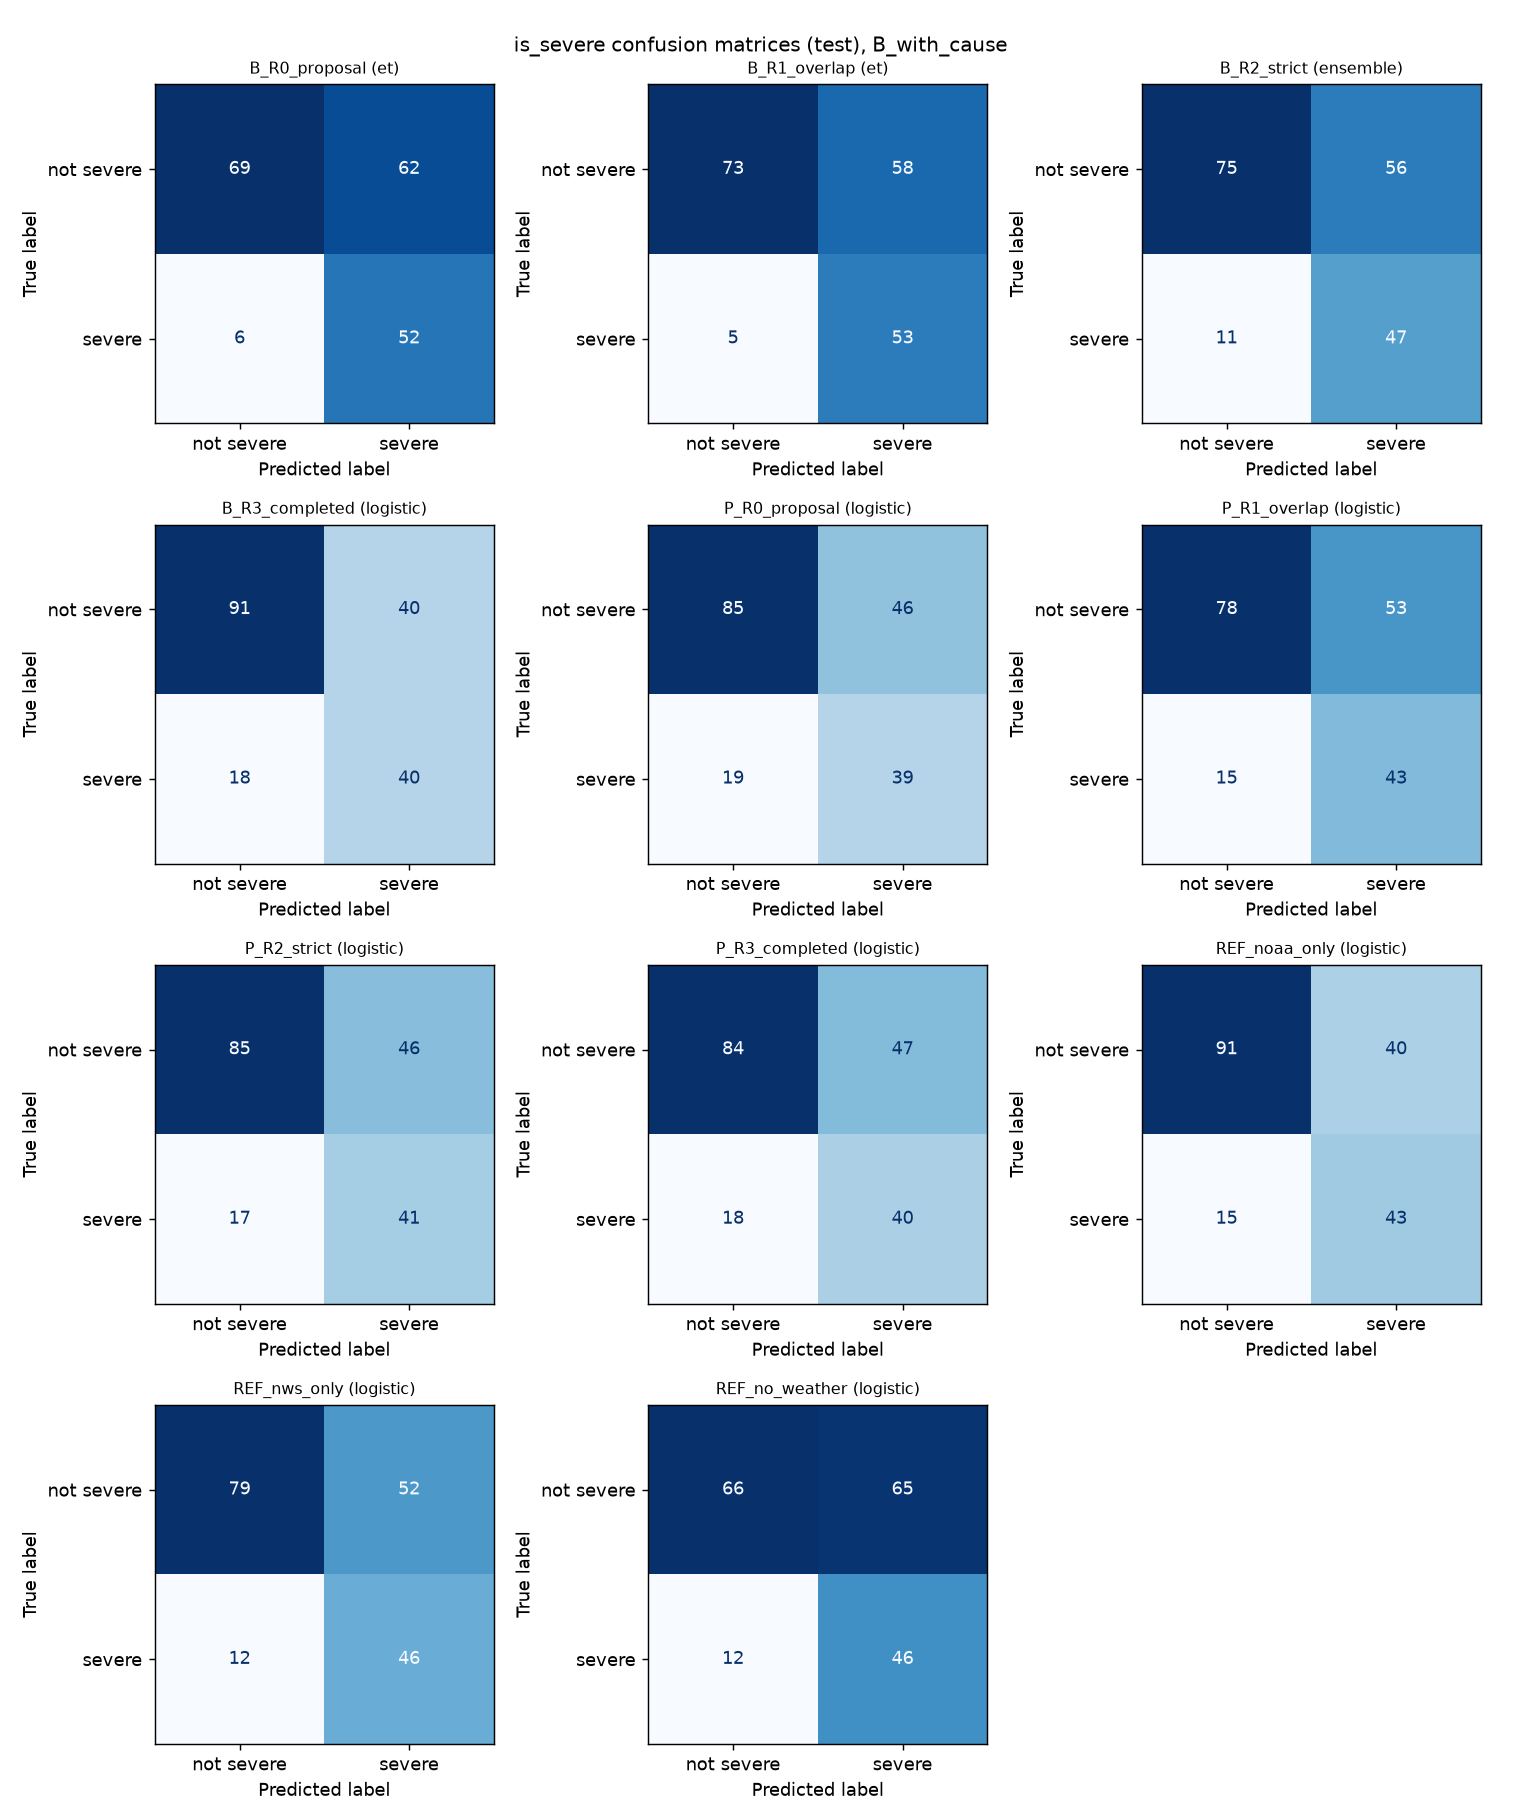 is_severe confusion matrices (test), B_with_cause
B_R0_proposal (et)
True label
not severe
69
62
severe
6
52
not severe
severe
Predicted label
B_R1_overlap (et)
True label
not severe
73
58
severe
5
53
not severe
severe
Predicted label
B_R2_strict (ensemble)
True label
not severe
75
56
severe
11
47
not severe
severe
Predicted label
B_R3_completed (logistic)
True label
not severe
91
40
severe
18
40
not severe
severe
Predicted label
P_R0_proposal (logistic)
True label
not severe
85
46
severe
19
39
not severe
severe
Predicted label
P_R1_overlap (logistic)
True label
not severe
78
53
severe
15
43
not severe
severe
Predicted label
P_R2_strict (logistic)
True label
not severe
85
46
severe
17
41
not severe
severe
Predicted label
P_R3_completed (logistic)
True label
not severe
84
47
severe
18
40
not severe
severe
Predicted label
REF_noaa_only (logistic)
True label
not severe
91
40
severe
15
43
not severe
severe
Predicted label
REF_nws_only (logistic)
True label
not severe
79
52
severe
12
46
not severe
severe
Predicted label
REF_no_weather (logistic)
True label
not severe
66
65
severe
12
46
not severe
severe
Predicted label